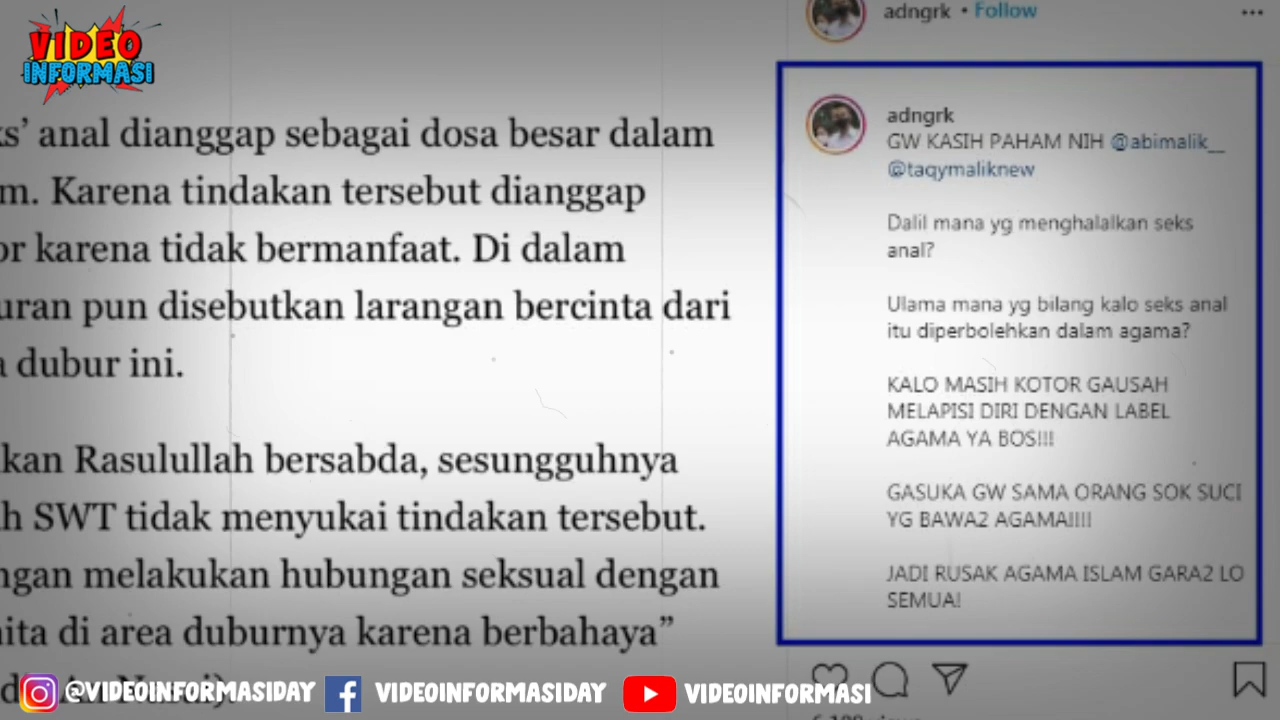 VIDEO
INFORMASI
adngrk • Follow
ks’ anal dianggap sebagai dosa besar dalam
m. Karena tindakan tersebut dianggap
or karena tidak bermanfaat. Di dalam
uran pun disebutkan larangan bercinta dari
a dubur ini.
kan Rasulullah bersabda, sesungguhnya
h SWT tidak menyukai tindakan tersebut.
ngan melakukan hubungan seksual dengan
ita di area duburnya karena berbahaya”
adngrk
GW KASIH PAHAM NIH @abimalik__
@taqymaliknew
Dalil mana yg menghalalkan seks
anal?
Ulama mana yg bilang kalo seks anal
itu diperbolehkan dalam agama?
KALO MASIH KOTOR GAUSAH
MELAPISI DIRI DENGAN LABEL
AGAMA YA BOS!!!
GASUKA GW SAMA ORANG SOK SUCI
YG BAWA2 AGAMA!!!!
JADI RUSAK AGAMA ISLAM GARA2 LO
SEMUA!
@VIDEOINFORMASIDAY
VIDEOINFORMASIDAY
VIDEOINFORMASI